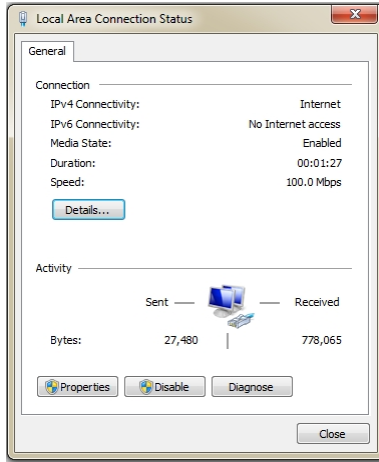 Local Area Connection Status
General
Connection
IPv4 Connectivity: Internet
IPv6 Connectivity: No Internet access
Media State: Enabled
Duration: 00:01:27
Speed: 100.0 Mbps
Details...
Activity
Sent Received
Bytes: 27,480 778,065
Properties Disable Diagnose
Close